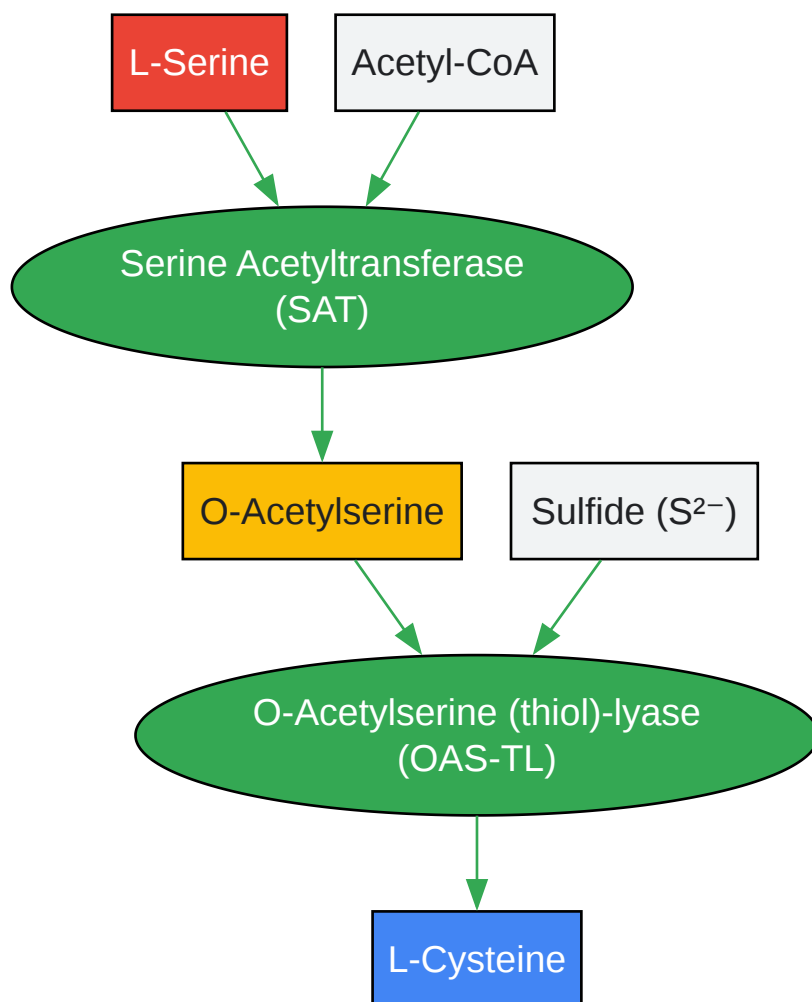 L-Serine
Acetyl-CoA
Serine Acetyltransferase
(SAT)
O-Acetylserine
Sulfide (S²⁻)
O-Acetylserine (thiol)-lyase
(OAS-TL)
L-Cysteine